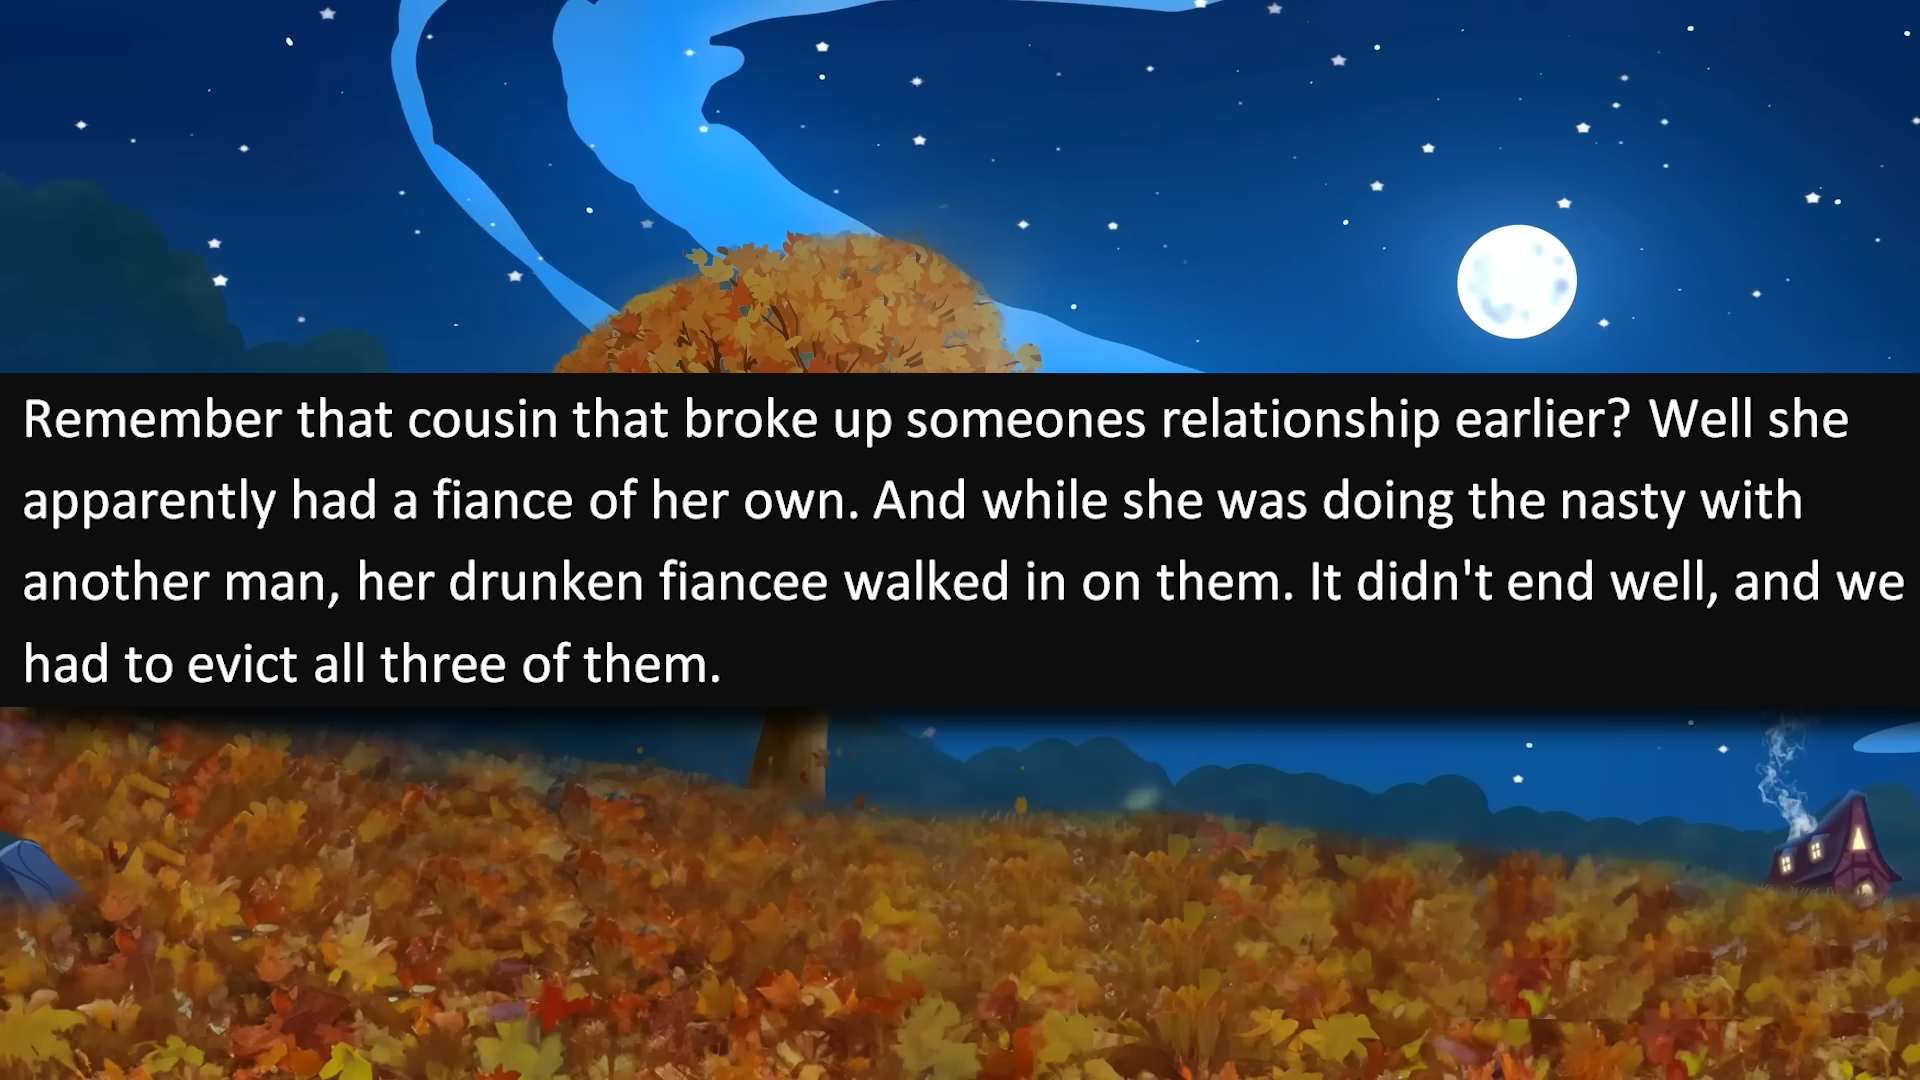 Remember that cousin that broke up someones relationship earlier? Well she
apparently had a fiance of her own. And while she was doing the nasty with
another man, her drunken fiancee walked in on them. It didn't end well, and we
had to evict all three of them.